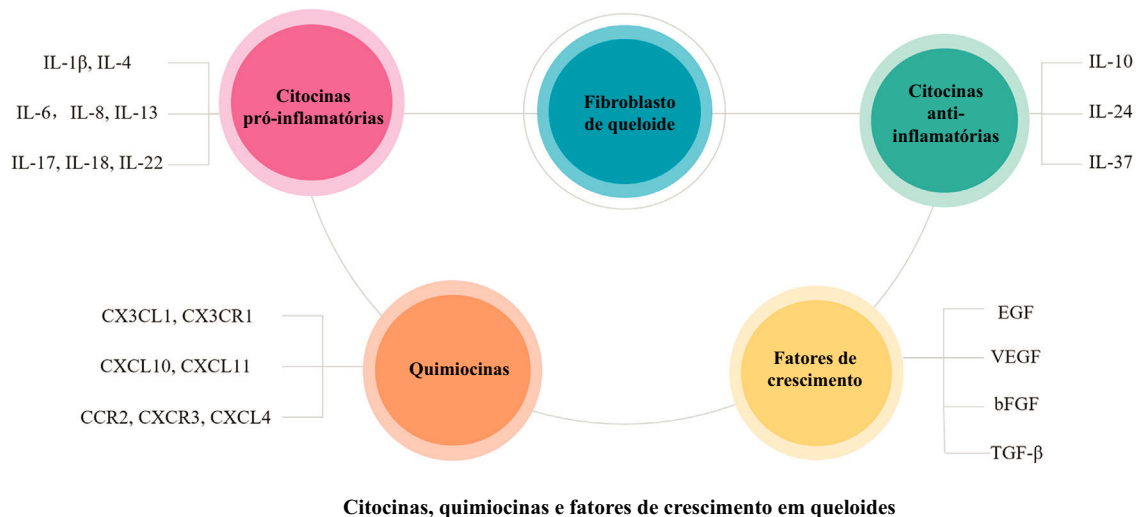 IL-1β, IL-4
IL-6, IL-8, IL-13
IL-17, IL-18, IL-22
Citocinas
pró-inflamatórias
Fibroblasto
de queloide
Citocinas
anti-
inflamatórias
IL-10
IL-24
IL-37
CX3CL1, CX3CR1
CXCL10, CXCL11
CCR2, CXCR3, CXCL4
Quimiocinas
Fatores de
crescimento
EGF
VEGF
bFGF
TGF-β
Citocinas, quimiocinas e fatores de crescimento em queloides